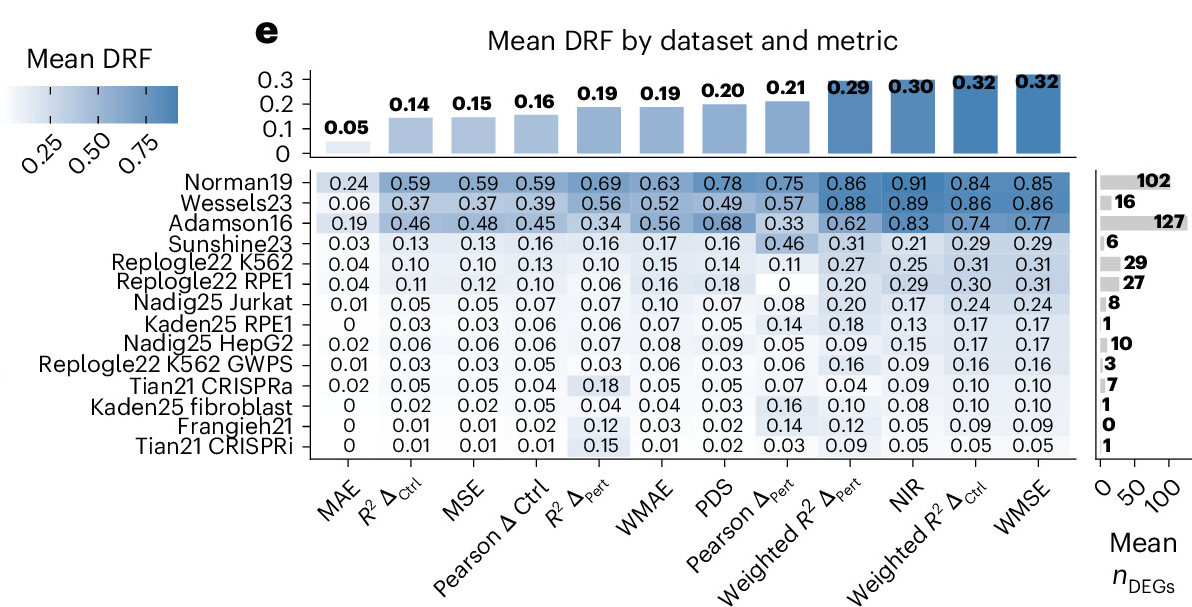 e
Mean DRF by dataset and metric
Mean DRF
0.25 0.50 0.75
0.3
0.2
0.1
0
0.05 0.14 0.15 0.16 0.19 0.19 0.20 0.21 0.29 0.30 0.32 0.32
Norman19 0.24 0.59 0.59 0.59 0.69 0.63 0.78 0.75 0.86 0.91 0.84 0.85 102
Wessels23 0.06 0.37 0.37 0.39 0.56 0.52 0.49 0.57 0.88 0.89 0.86 0.86 16
Adamson16 0.19 0.46 0.48 0.45 0.34 0.56 0.68 0.33 0.62 0.83 0.74 0.77 127
Sunshine23 0.03 0.13 0.13 0.16 0.16 0.17 0.16 0.46 0.31 0.21 0.29 0.29 6
Replogle22 K562 0.04 0.10 0.10 0.13 0.10 0.15 0.14 0.11 0.27 0.25 0.31 0.31 29
Replogle22 RPE1 0.04 0.11 0.12 0.10 0.06 0.16 0.18 0 0.20 0.29 0.30 0.31 27
Nadig25 Jurkat 0.01 0.05 0.05 0.07 0.07 0.10 0.07 0.08 0.20 0.17 0.24 0.24 8
Kaden25 RPE1 0 0.03 0.03 0.06 0.06 0.07 0.05 0.14 0.18 0.13 0.17 0.17 1
Nadig25 HepG2 0.02 0.06 0.06 0.06 0.07 0.08 0.09 0.05 0.09 0.15 0.17 0.17 10
Replogle22 K562 GWPS 0.01 0.03 0.03 0.05 0.03 0.06 0.03 0.06 0.16 0.09 0.16 0.16 3
Tian21 CRISPRa 0.02 0.05 0.05 0.04 0.18 0.05 0.05 0.07 0.04 0.09 0.10 0.10 7
Kaden25 fibroblast 0 0.02 0.02 0.05 0.04 0.04 0.03 0.16 0.10 0.08 0.10 0.10 1
Frangieh21 0 0.01 0.01 0.02 0.12 0.03 0.02 0.14 0.12 0.05 0.09 0.09 0
Tian21 CRISPRi 0 0.01 0.01 0.01 0.15 0.01 0.02 0.03 0.09 0.05 0.05 0.05 1
MAE R² ΔCtrl MSE Pearson Δ Ctrl R² ΔPert WMAE PDS Pearson ΔPert Weighted R² ΔPert NIR Weighted R² ΔCtrl WMSE
0 50 100
Mean
nDEGs